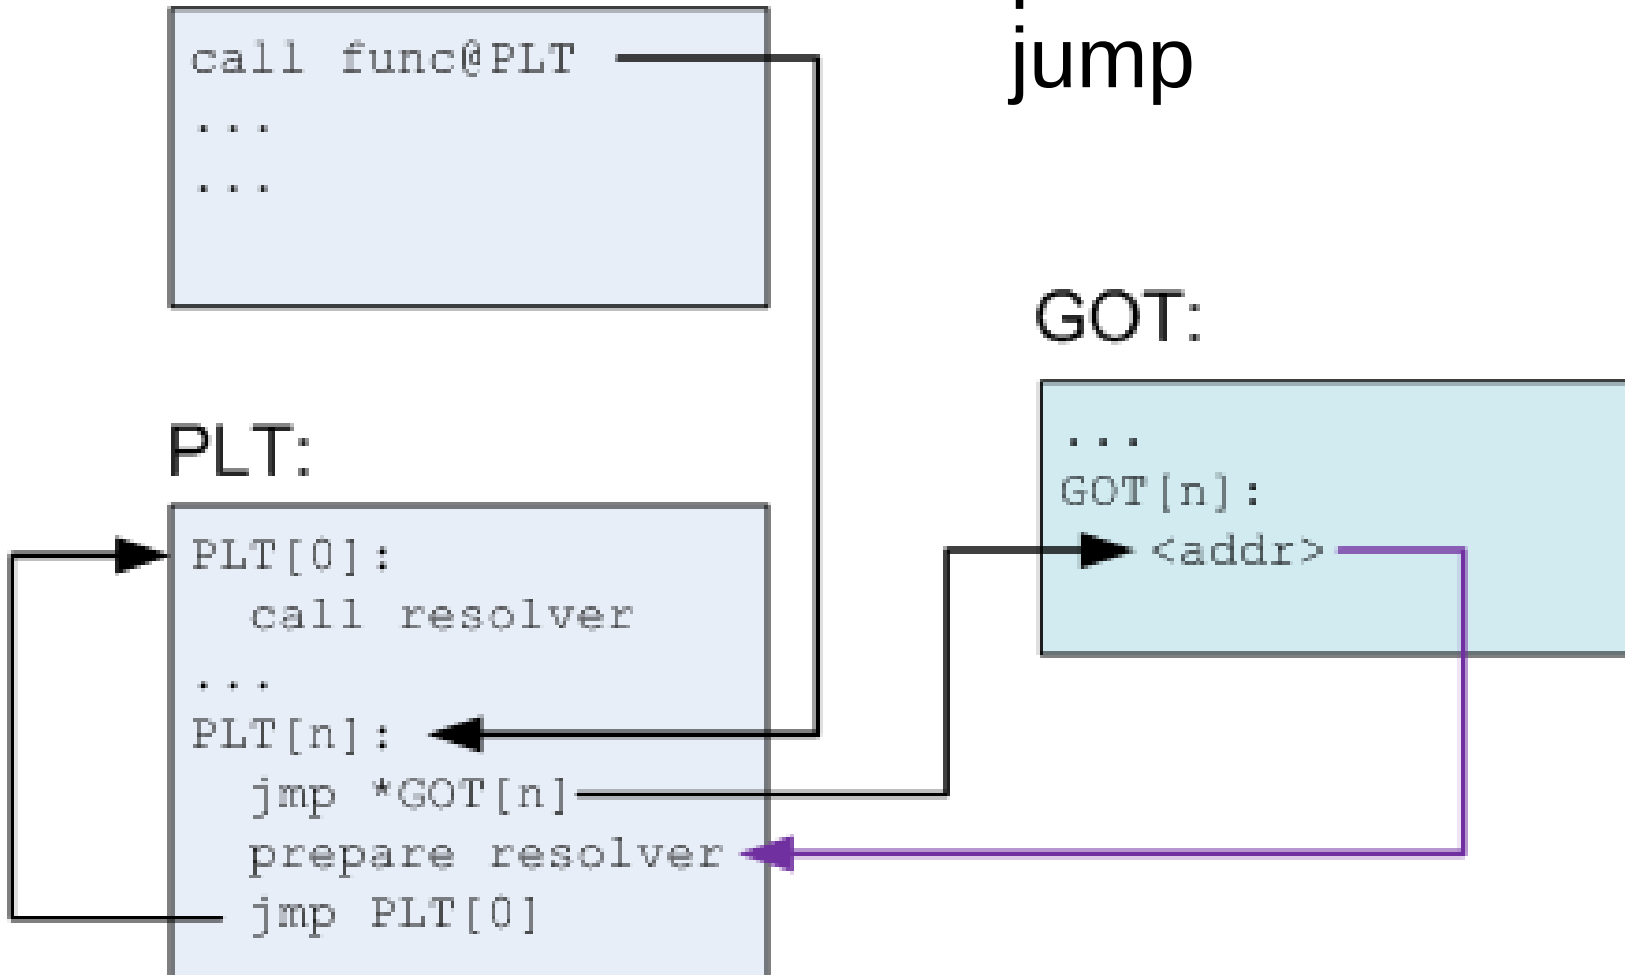 jump
call func@PLT
...
...
GOT:
...
GOT[n]:
<addr>
PLT:
PLT[0]:
call resolver
...
PLT[n]:
jmp *GOT[n]
prepare resolver
jmp PLT[0]